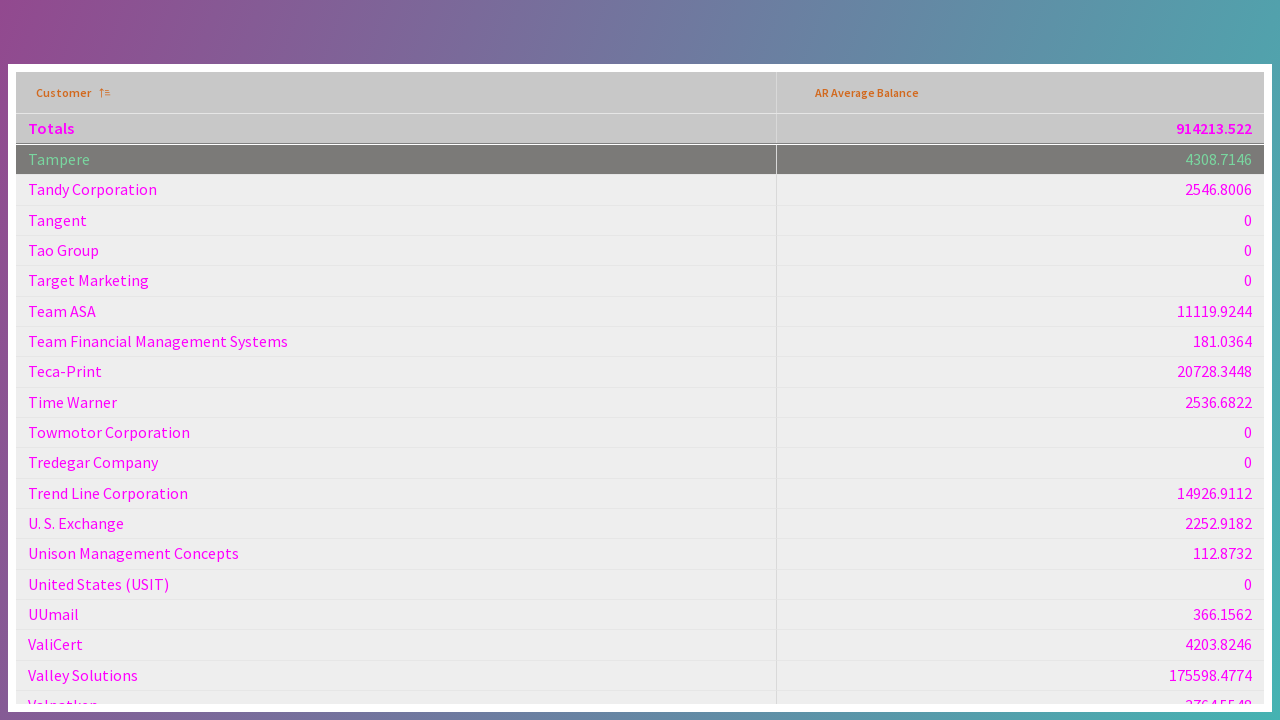 Customer
AR Average Balance
Totals 914213.522
Tampere 4308.7146
Tandy Corporation 2546.8006
Tangent 0
Tao Group 0
Target Marketing 0
Team ASA 11119.9244
Team Financial Management Systems 181.0364
Teca-Print 20728.3448
Time Warner 2536.6822
Towmotor Corporation 0
Tredegar Company 0
Trend Line Corporation 14926.9112
U. S. Exchange 2252.9182
Unison Management Concepts 112.8732
United States (USIT) 0
UUmail 366.1562
ValiCert 4203.8246
Valley Solutions 175598.4774